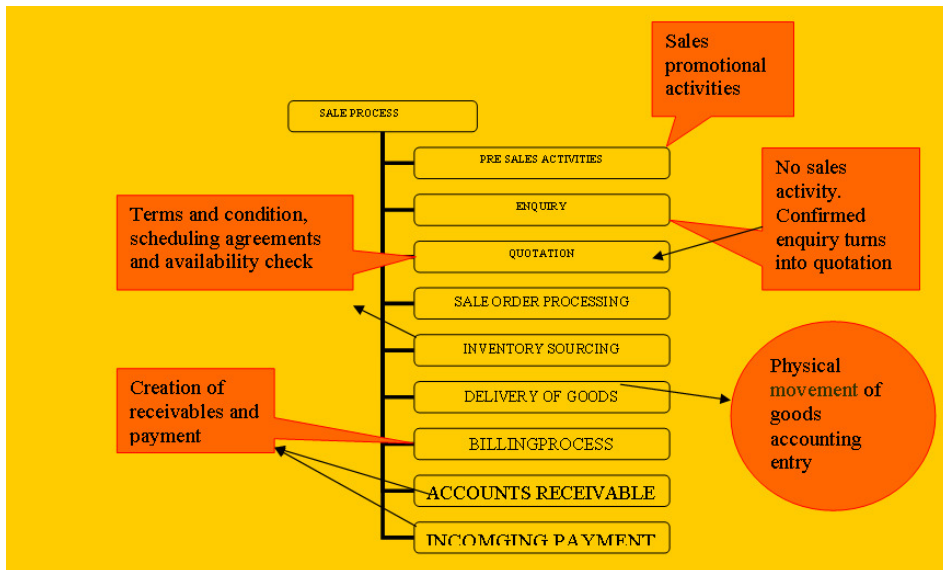 Sales
promotional
activities
SALE PROCESS
PRE SALES ACTIVITIES
No sales
activity.
Confirmed
enquiry turns
into quotation
ENQUIRY
Terms and condition,
scheduling agreements
and availability check
QUOTATION
SALE ORDER PROCESSING
INVENTORY SOURCING
Physical
movement of
goods
accounting
entry
Creation of
receivables and
payment
DELIVERY OF GOODS
BILLINGPROCESS
ACCOUNTS RECEIVABLE
INCOMGING PAYMENT